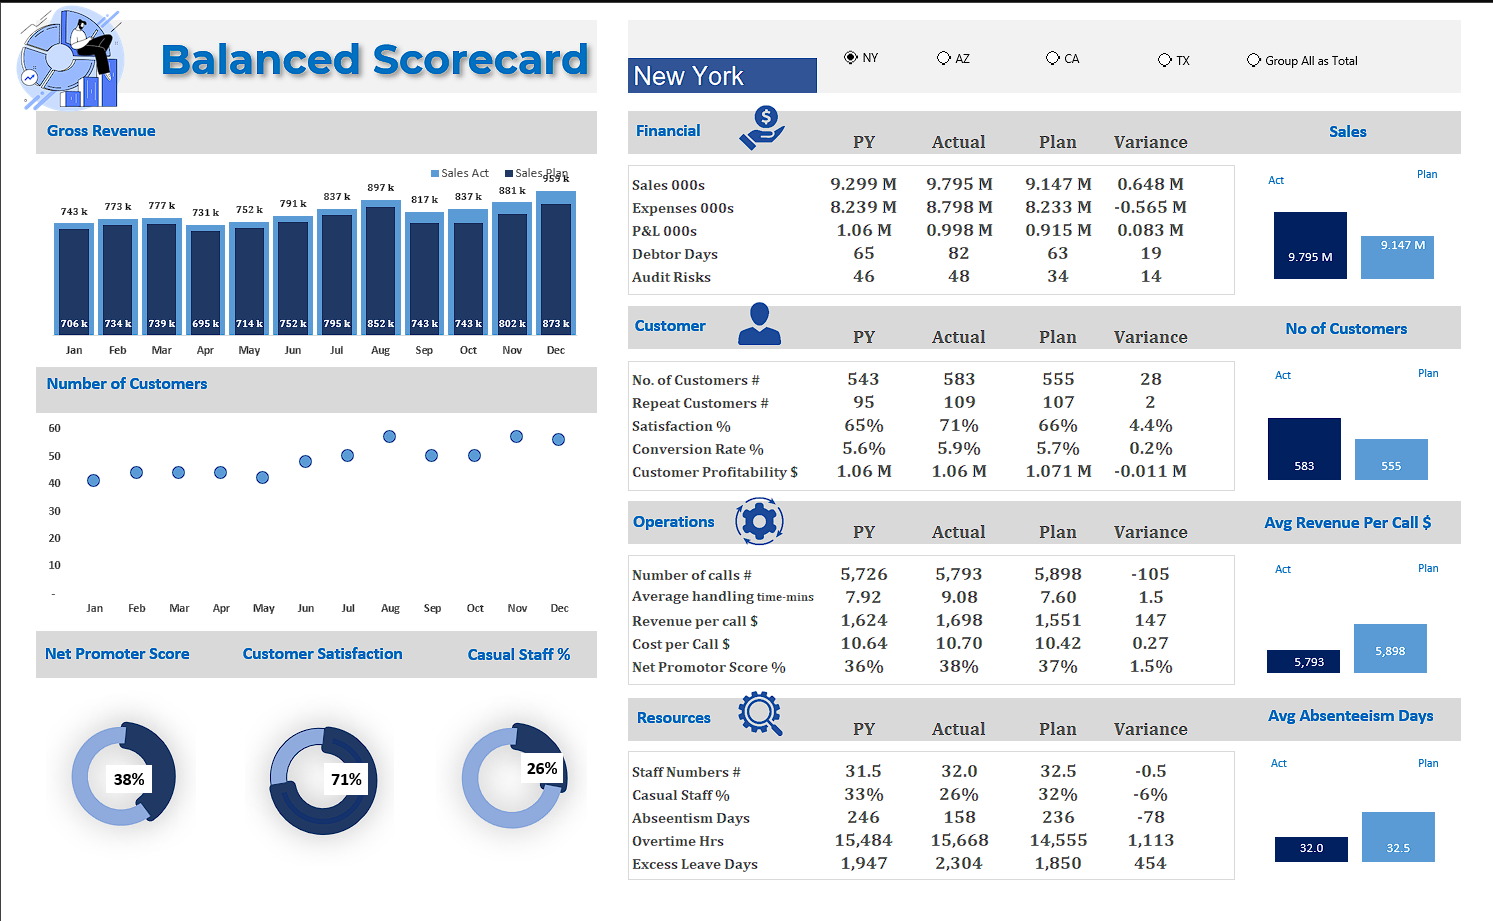 Balanced Scorecard
New York
NY AZ CA TX Group All as Total
Gross Revenue
Sales Act Sales Plan
743 k 773 k 777 k 731 k 752 k 791 k 837 k 897 k 817 k 837 k 881 k 959 k
706 k 734 k 739 k 695 k 714 k 752 k 795 k 852 k 743 k 743 k 802 k 873 k
Jan Feb Mar Apr May Jun Jul Aug Sep Oct Nov Dec
Number of Customers
60
50
40
30
20
10
-
Jan Feb Mar Apr May Jun Jul Aug Sep Oct Nov Dec
Net Promoter Score Customer Satisfaction Casual Staff %
38% 71% 26%
Financial PY Actual Plan Variance Sales
Sales 000s 9.299 M 9.795 M 9.147 M 0.648 M
Expenses 000s 8.239 M 8.798 M 8.233 M -0.565 M
P&L 000s 1.06 M 0.998 M 0.915 M 0.083 M
Debtor Days 65 82 63 19
Audit Risks 46 48 34 14
Act Plan
9.795 M 9.147 M
Customer PY Actual Plan Variance No of Customers
No. of Customers # 543 583 555 28
Repeat Customers # 95 109 107 2
Satisfaction % 65% 71% 66% 4.4%
Conversion Rate % 5.6% 5.9% 5.7% 0.2%
Customer Profitability $ 1.06 M 1.06 M 1.071 M -0.011 M
Act Plan
583 555
Operations PY Actual Plan Variance Avg Revenue Per Call $
Number of calls # 5,726 5,793 5,898 -105
Average handling time-mins 7.92 9.08 7.60 1.5
Revenue per call $ 1,624 1,698 1,551 147
Cost per Call $ 10.64 10.70 10.42 0.27
Net Promotor Score % 36% 38% 37% 1.5%
Act Plan
5,793 5,898
Resources PY Actual Plan Variance Avg Absenteeism Days
Staff Numbers # 31.5 32.0 32.5 -0.5
Casual Staff % 33% 26% 32% -6%
Abseentism Days 246 158 236 -78
Overtime Hrs 15,484 15,668 14,555 1,113
Excess Leave Days 1,947 2,304 1,850 454
Act Plan
32.0 32.5